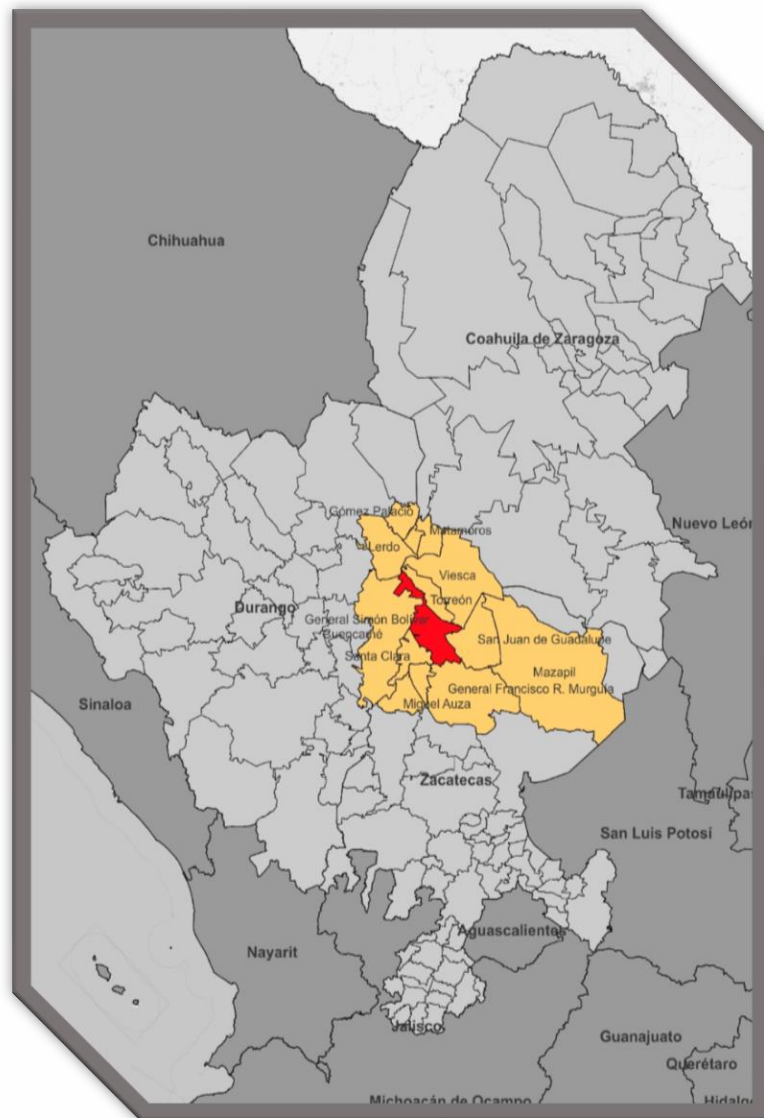 Chihuahua
Coahuila de Zaragoza
Nuevo León
Gómez Palacio
Matamoros
Lerdo
Viesca
Torreón
Durango
General Simón Bolívar
Cuencamé
San Juan de Guadalupe
Santa Clara
Mazapil
General Francisco R. Murguía
Sinaloa
Miguel Auza
Zacatecas
Tamaulipas
San Luis Potosí
Aguascalientes
Nayarit
Jalisco
Guanajuato
Querétaro
Michoacán de Ocampo
Hidalgo